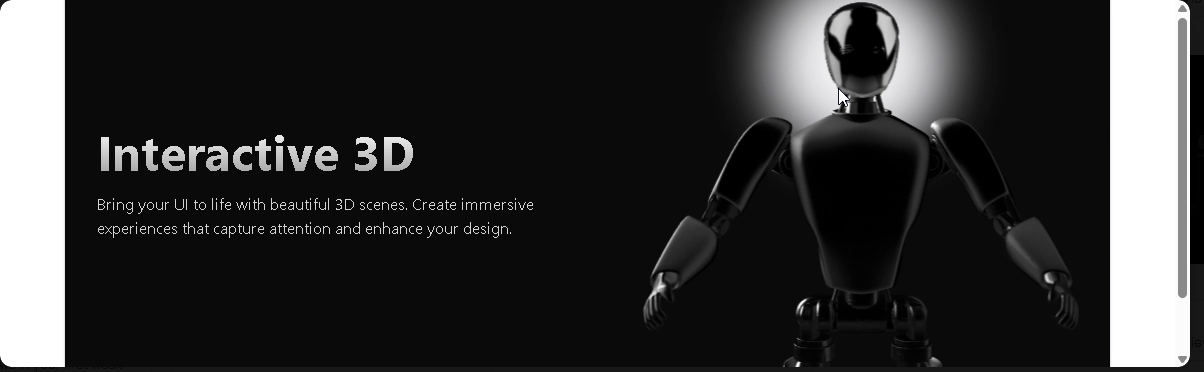 Interactive 3D
Bring your UI to life with beautiful 3D scenes. Create immersive
experiences that capture attention and enhance your design.